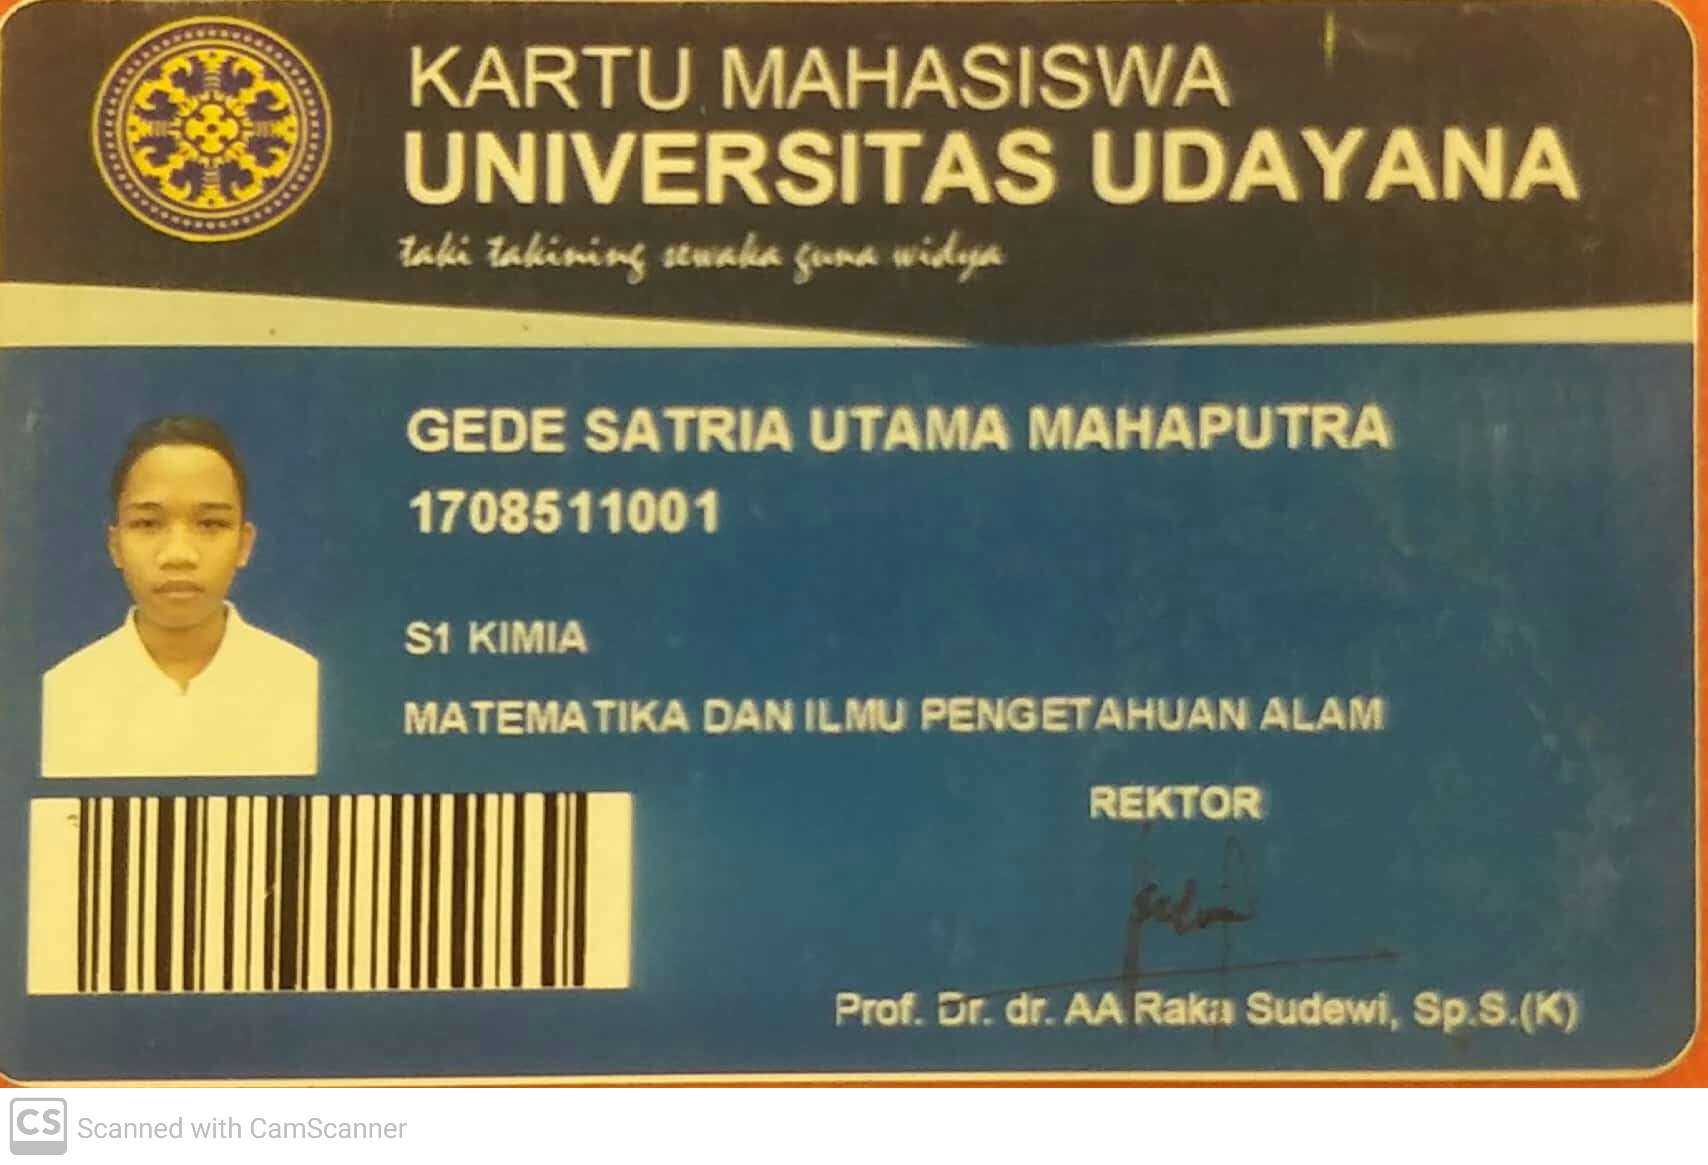 KARTU MAHASISWA
UNIVERSITAS UDAYANA
taki takining sewaka guna widya
GEDE SATRIA UTAMA MAHAPUTRA
1708511001
S1 KIMIA
MATEMATIKA DAN ILMU PENGETAHUAN ALAM
REKTOR
Prof. Dr. dr. AA Raka Sudewi, Sp.S.(K)
CS Scanned with CamScanner